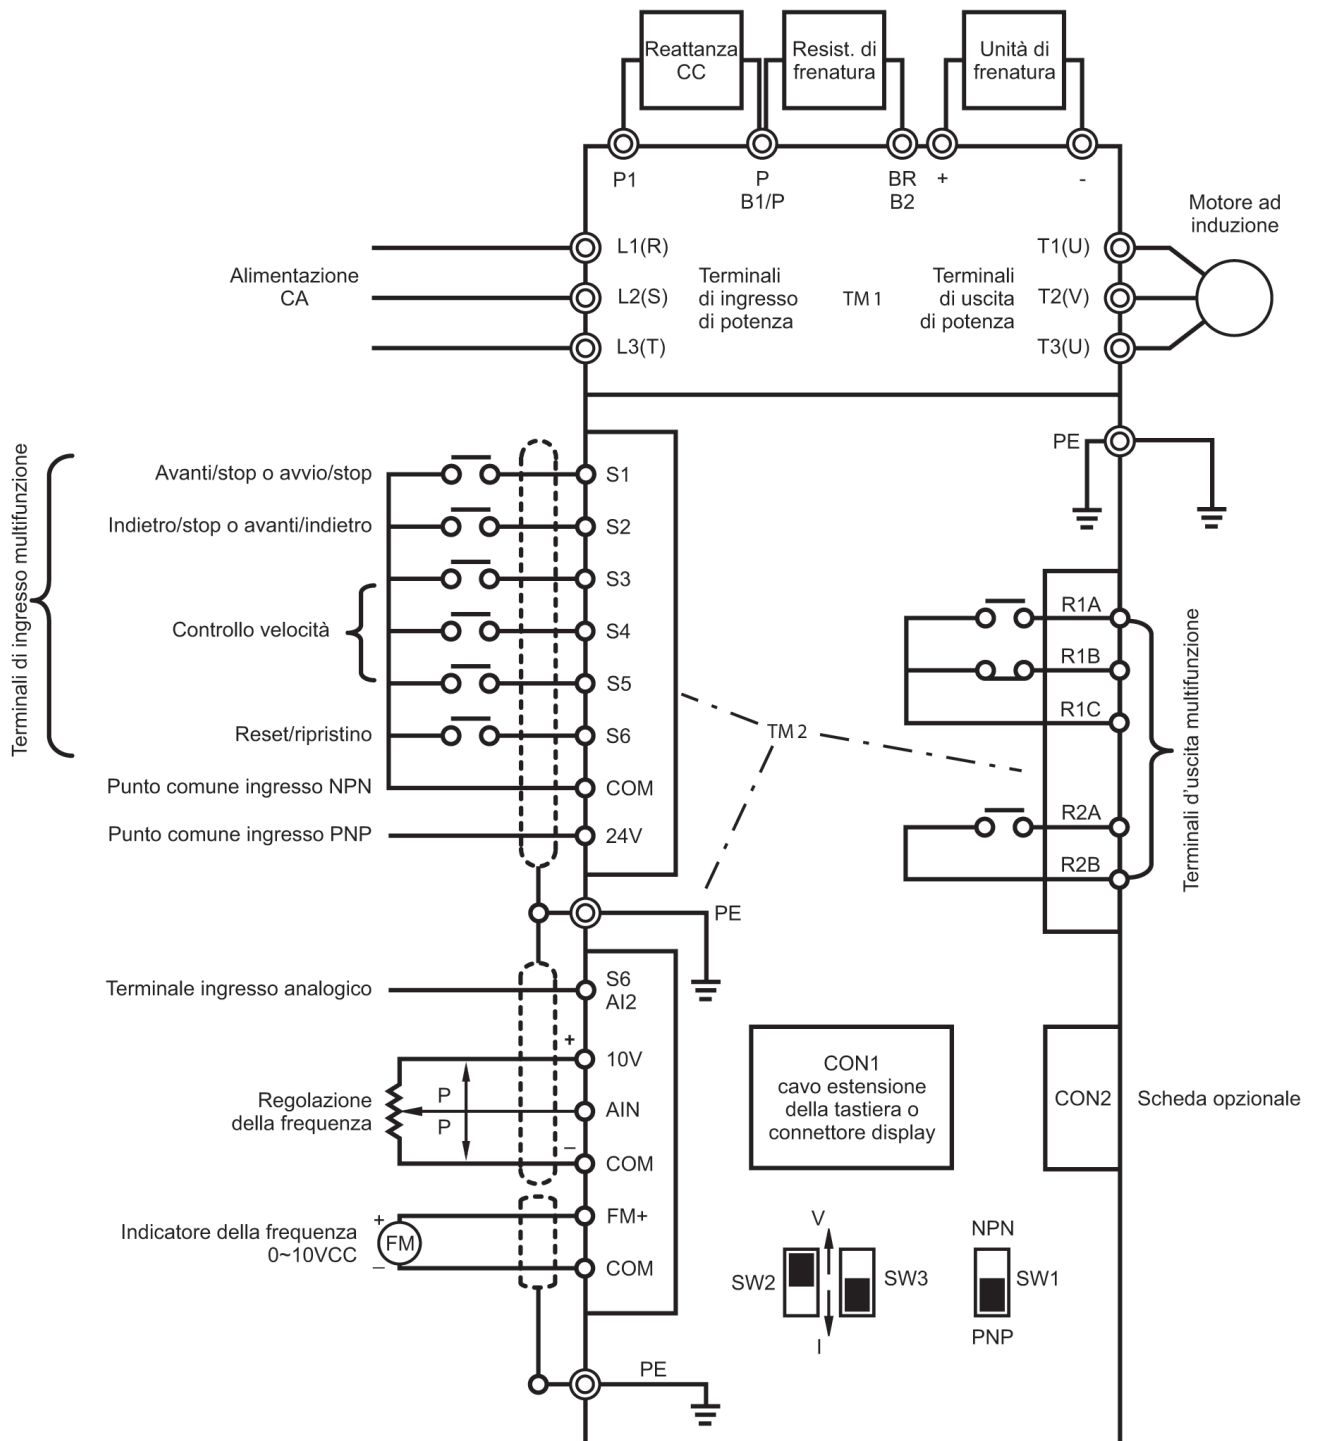 Reattanza
CC
Resist. di
frenatura
Unità di
frenatura
P1
P
B1/P
BR
B2
+
-
Motore ad
induzione
Alimentazione
CA
L1(R)
L2(S)
L3(T)
Terminali
di ingresso
di potenza
TM 1
Terminali
di uscita
di potenza
T1(U)
T2(V)
T3(U)
PE
Terminali di ingresso multifunzione
Avanti/stop o avvio/stop
S1
Indietro/stop o avanti/indietro
S2
S3
Controllo velocità
S4
S5
Reset/ripristino
S6
Punto comune ingresso NPN
COM
Punto comune ingresso PNP
24V
PE
TM 2
R1A
R1B
R1C
R2A
R2B
Terminali d'uscita multifunzione
Terminale ingresso analogico
S6
AI2
+
10V
Regolazione
della frequenza
P
P
AIN
–
COM
Indicatore della frequenza
0~10VCC
+
FM
–
FM+
COM
PE
CON1
cavo estensione
della tastiera o
connettore display
CON2
Scheda opzionale
V
SW2
SW3
I
NPN
SW1
PNP